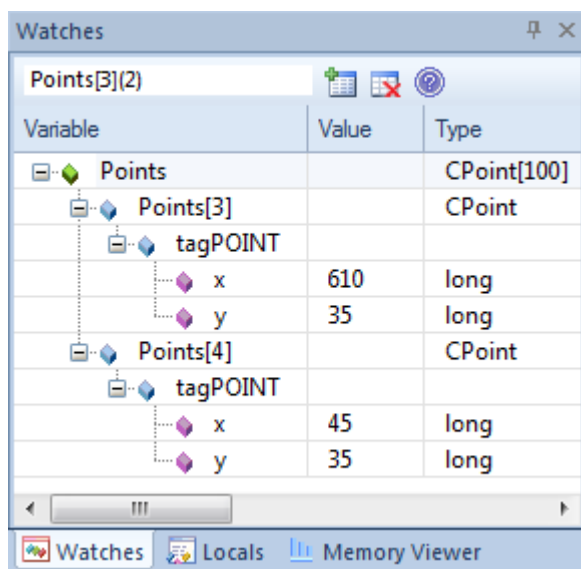 Watches
Points[3](2)
Variable Value Type
Points CPoint[100]
Points[3] CPoint
tagPOINT
x 610 long
y 35 long
Points[4] CPoint
tagPOINT
x 45 long
y 35 long
Watches Locals Memory Viewer